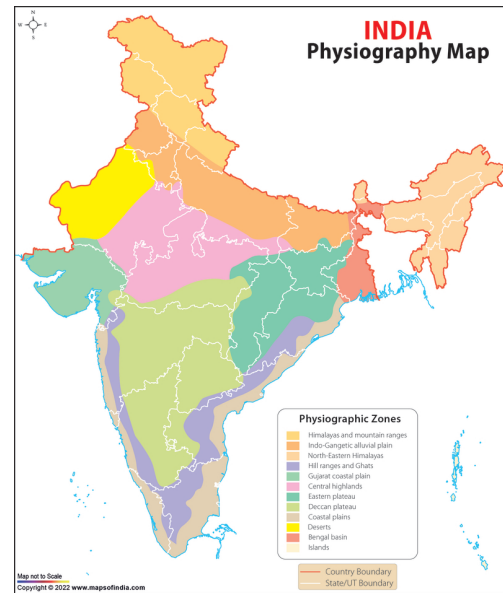 INDIA
Physiography Map
N
W
E
S
Physiographic Zones
Himalayas and mountain ranges
Indo-Gangetic alluvial plain
North-Eastern Himalayas
Hill ranges and Ghats
Gujarat coastal plain
Central highlands
Eastern plateau
Deccan plateau
Coastal plains
Deserts
Bengal basin
Islands
Country Boundary
State/UT Boundary
Map not to Scale
Copyright © 2022 www.mapsofindia.com